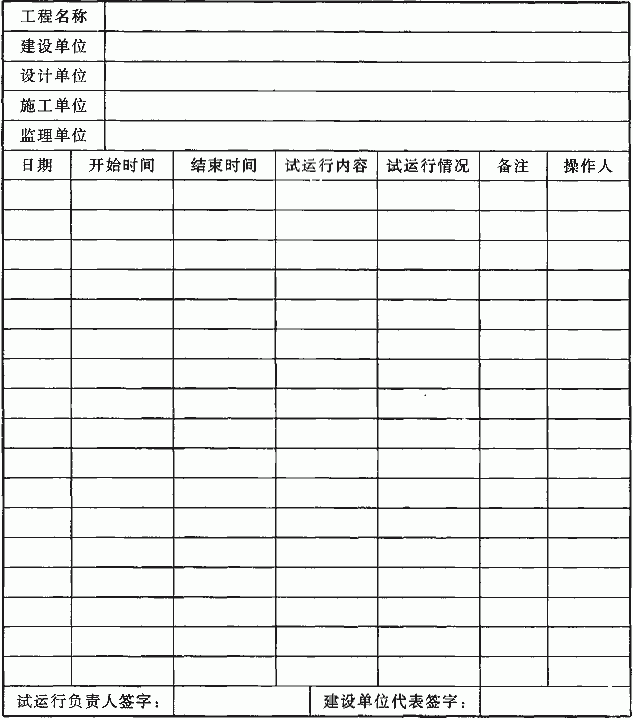 工程名称
建设单位
设计单位
施工单位
监理单位
日期 开始时间 结束时间 试运行内容 试运行情况 备注 操作人
试运行负责人签字： 建设单位代表签字：